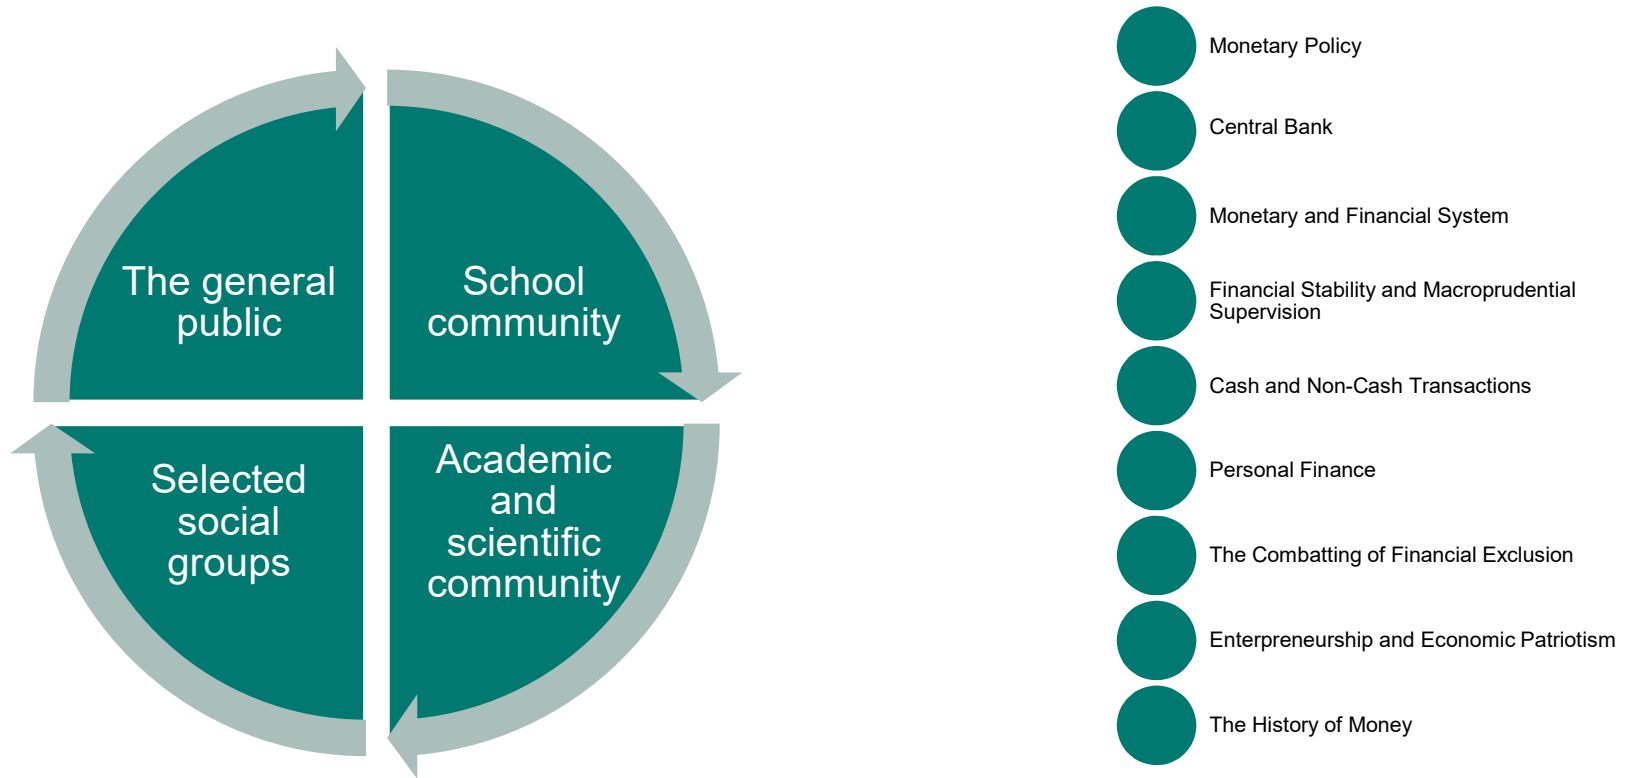 The general
public
School
community
Selected
social
groups
Academic
and
scientific
community
Monetary Policy
Central Bank
Monetary and Financial System
Financial Stability and Macroprudential
Supervision
Cash and Non-Cash Transactions
Personal Finance
The Combatting of Financial Exclusion
Enterpreneurship and Economic Patriotism
The History of Money